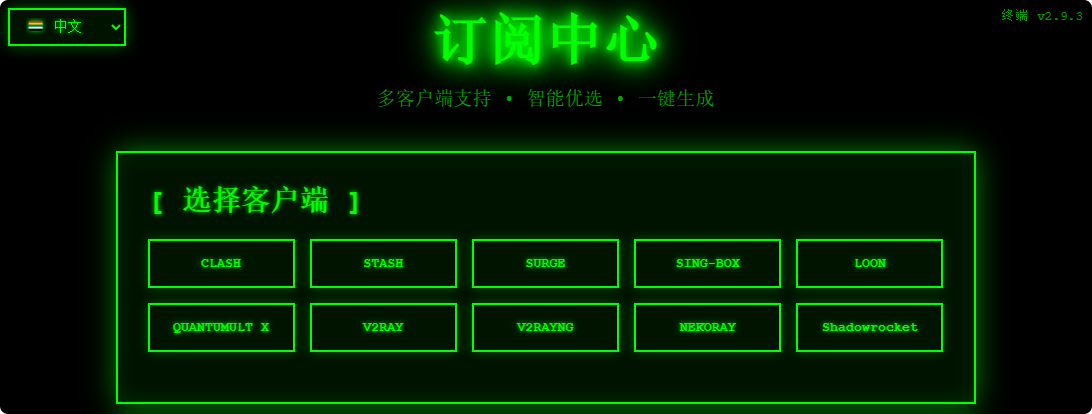 中文
终端 v2.9.3
订阅中心
多客户端支持 • 智能优选 • 一键生成
[ 选择客户端 ]
CLASH STASH SURGE SING-BOX LOON
QUANTUMULT X V2RAY V2RAYNG NEKORAY Shadowrocket